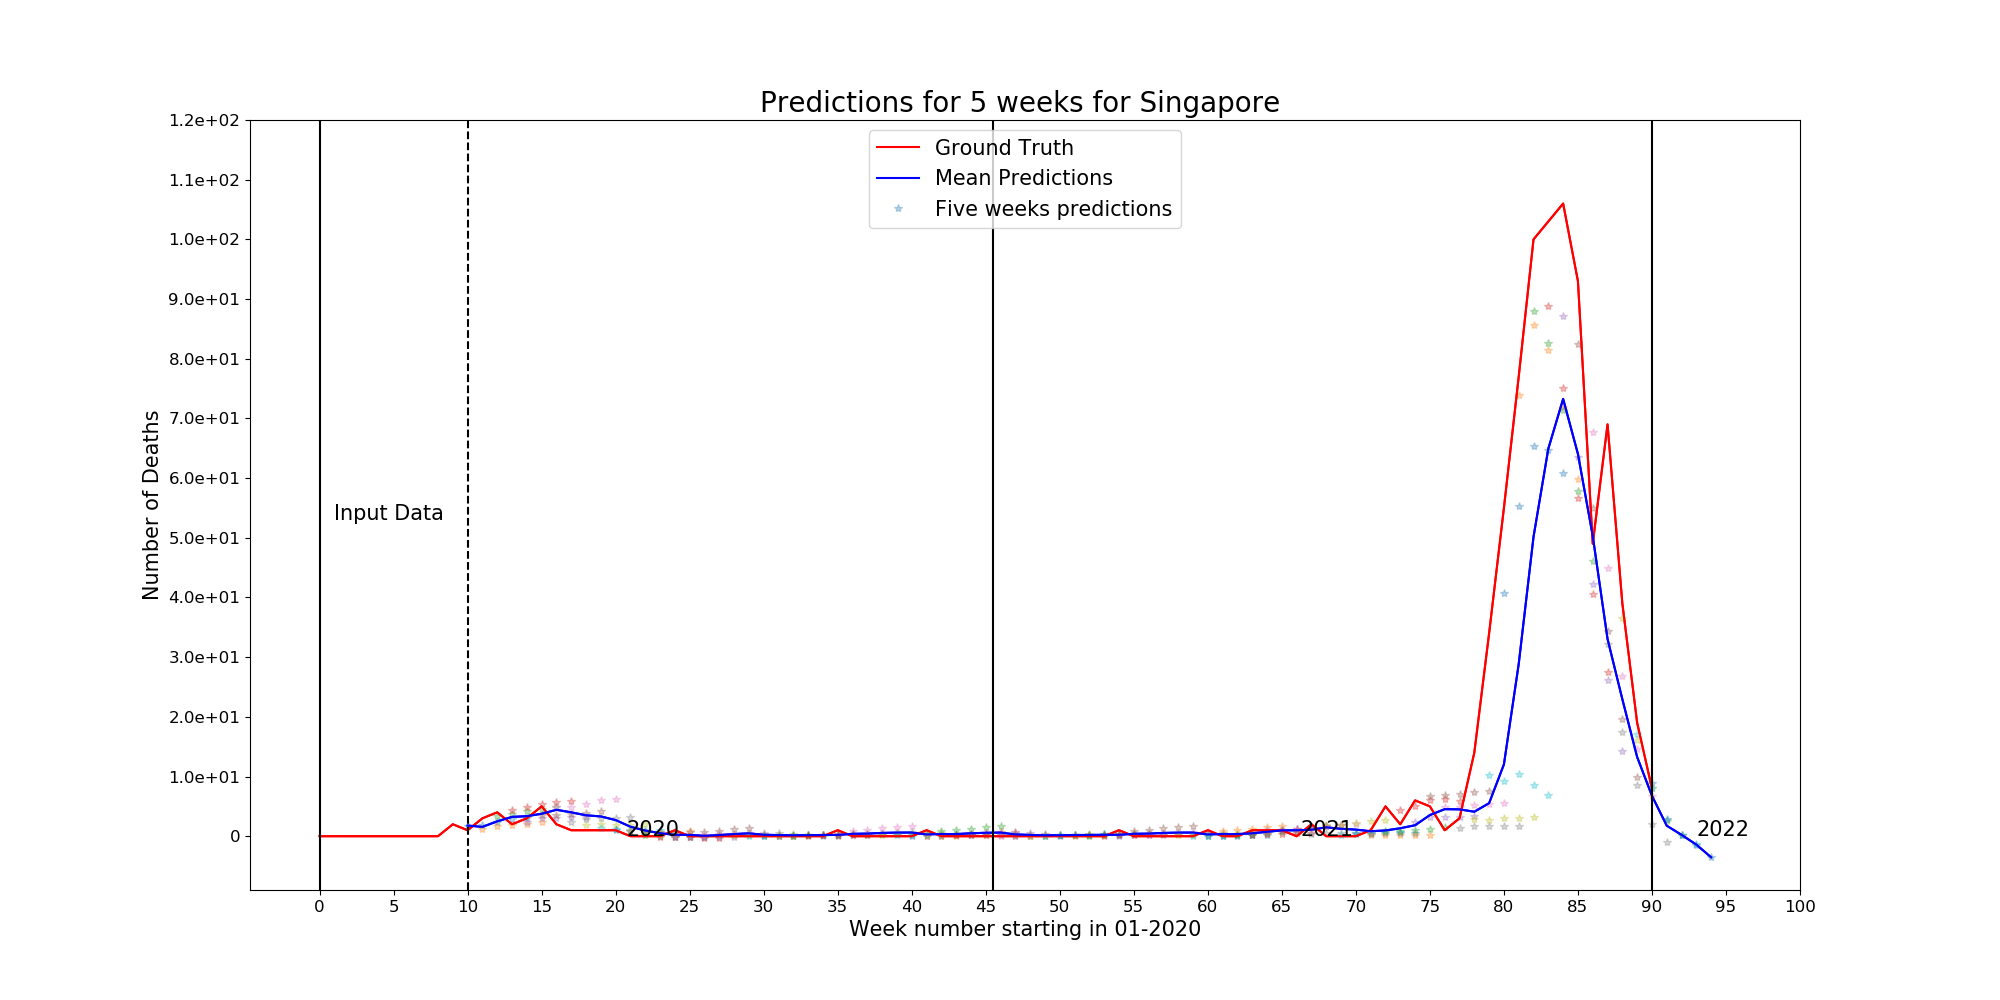 Predictions for 5 weeks for Singapore
Ground Truth
Mean Predictions
Five weeks predictions
Number of Deaths
1.2e+02
1.1e+02
1.0e+02
9.0e+01
8.0e+01
7.0e+01
6.0e+01
5.0e+01
4.0e+01
3.0e+01
2.0e+01
1.0e+01
0
Input Data
2020
2021
2022
0 5 10 15 20 25 30 35 40 45 50 55 60 65 70 75 80 85 90 95 100
Week number starting in 01-2020